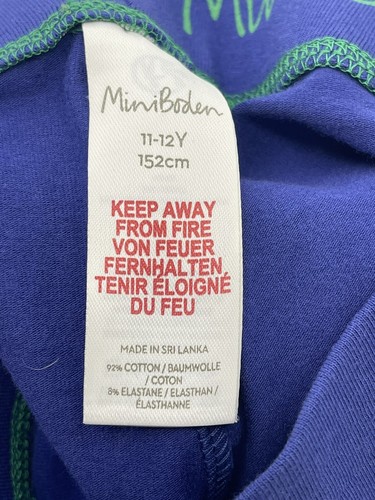 Mini
MiniBoden
11-12Y
152cm
KEEP AWAY
FROM FIRE
VON FEUER
FERNHALTEN,
TENIR ÉLOIGNÉ
DU FEU
MADE IN SRI LANKA
92% COTTON / BAUMWOLLE
/ COTON
8% ELASTANE / ELASTHAN /
ÉLASTHANNE